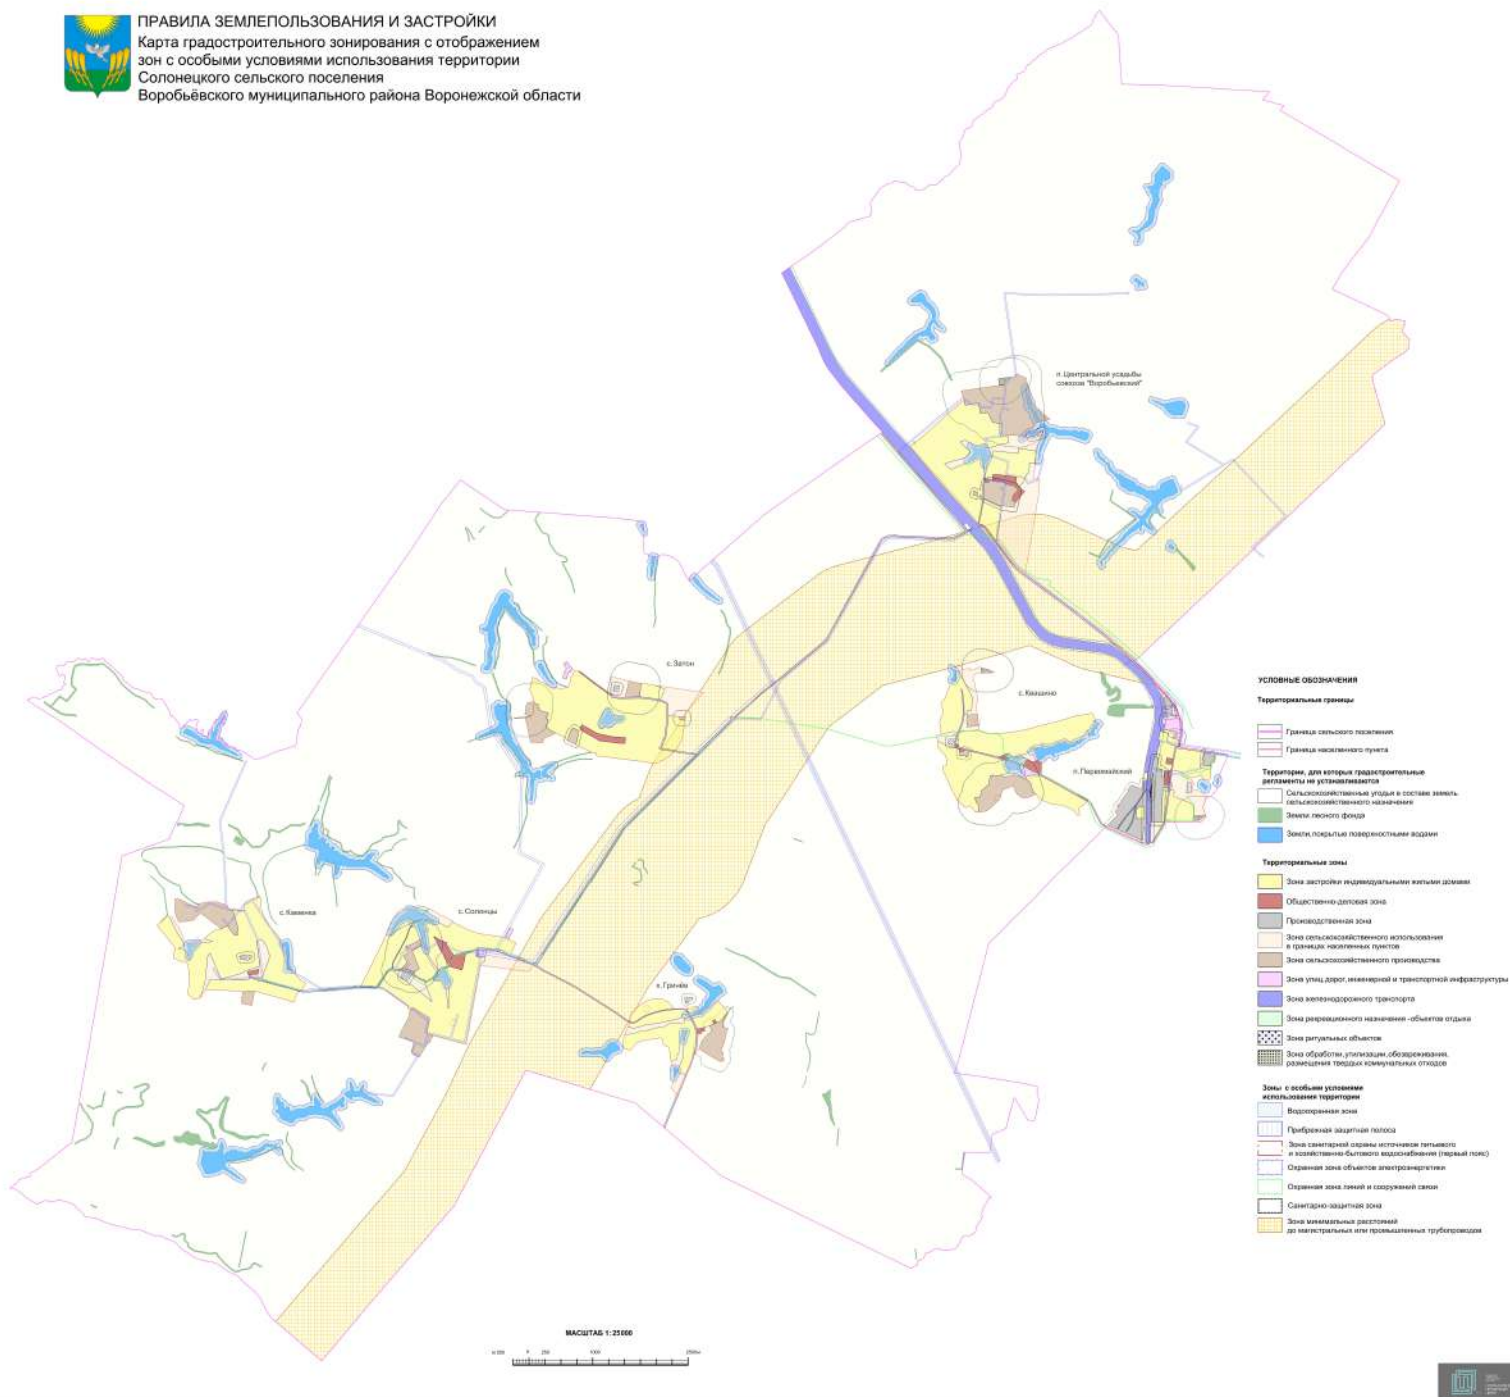 ПРАВИЛА ЗЕМЛЕПОЛЬЗОВАНИЯ И ЗАСТРОЙКИ
Карта градостроительного зонирования с отображением
зон с особыми условиями использования территории
Солонецкого сельского поселения
Воробьёвского муниципального района Воронежской области
п. Центральной усадьбы
совхоза "Воробьевский"
с. Затон
с. Квашино
п. Первомайский
с. Каменка
с. Солонцы
х. Гринёв
УСЛОВНЫЕ ОБОЗНАЧЕНИЯ
Территориальные границы
Граница сельского поселения
Граница населенного пункта
Территории, для которых градостроительные
регламенты не устанавливаются
Сельскохозяйственные угодья в составе земель
сельскохозяйственного назначения
Земли лесного фонда
Земли, покрытые поверхностными водами
Территориальные зоны
Зона застройки индивидуальными жилыми домами
Общественно-деловая зона
Производственная зона
Зона сельскохозяйственного использования
в границах населенных пунктов
Зона сельскохозяйственного производства
Зона улиц, дорог, инженерной и транспортной инфраструктуры
Зона железнодорожного транспорта
Зона рекреационного назначения - объектов отдыха
Зона ритуальных объектов
Зона обработки, утилизации, обезвреживания,
размещения твердых коммунальных отходов
Зоны с особыми условиями
использования территории
Водоохранная зона
Прибрежная защитная полоса
Зона санитарной охраны источников питьевого
и хозяйственно-бытового водоснабжения (первый пояс)
Охранная зона объектов электроэнергетики
Охранная зона линий и сооружений связи
Санитарно-защитная зона
Зона минимальных расстояний
до магистральных или промышленных трубопроводов
МАСШТАБ 1:25000
0 250 1000 2500м